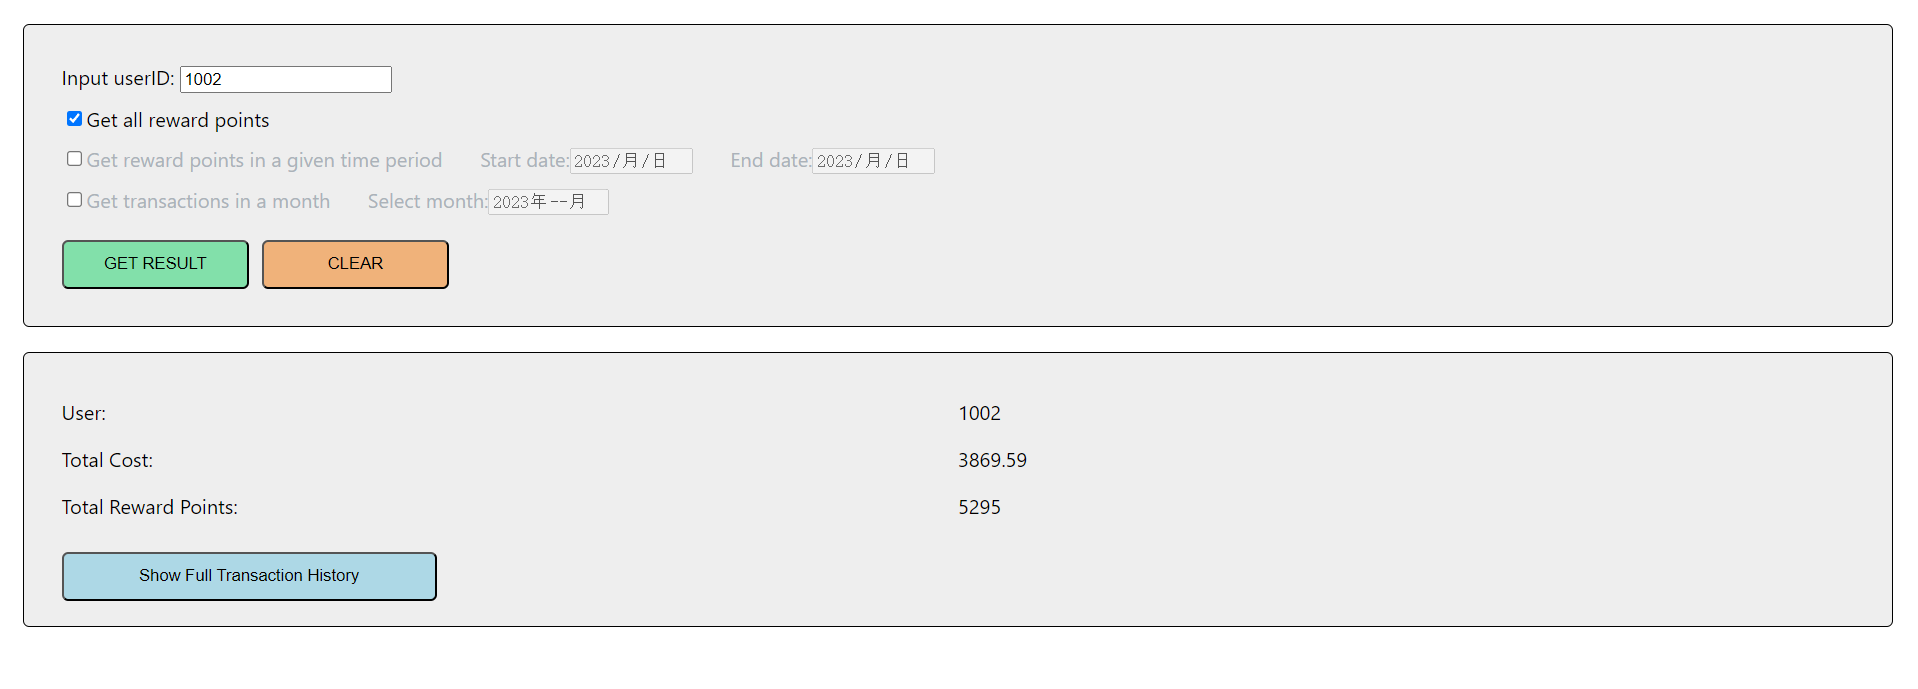 Input userID: 1002
Get all reward points
Get reward points in a given time period Start date: 2023/月/日 End date: 2023/月/日
Get transactions in a month Select month: 2023年--月
GET RESULT CLEAR
User: 1002
Total Cost: 3869.59
Total Reward Points: 5295
Show Full Transaction History